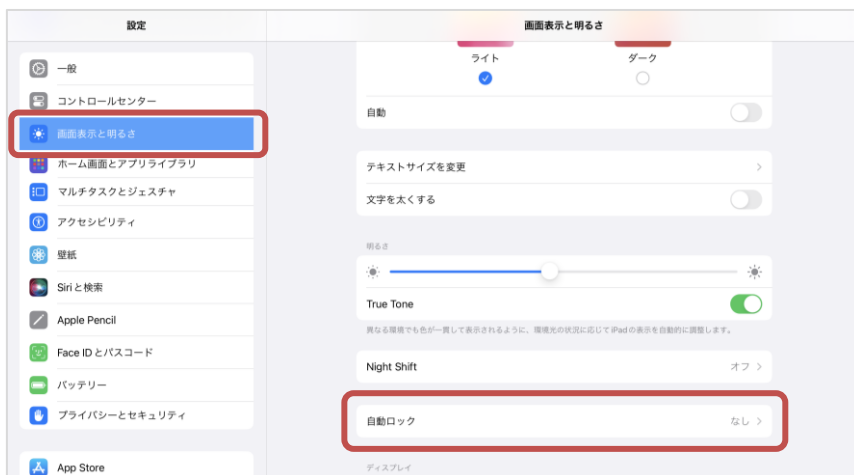 設定
一般
コントロールセンター
画面表示と明るさ
ホーム画面とアプリライブラリ
マルチタスクとジェスチャ
アクセシビリティ
壁紙
Siriと検索
Apple Pencil
Face IDとパスコード
バッテリー
プライバシーとセキュリティ
App Store
画面表示と明るさ
ライト
ダーク
自動
テキストサイズを変更
文字を太くする
明るさ
True Tone
異なる環境でも色が一貫して表示されるように、環境光の状況に応じてiPadの表示を自動的に調整します。
Night Shift オフ
自動ロック なし
ディスプレイ